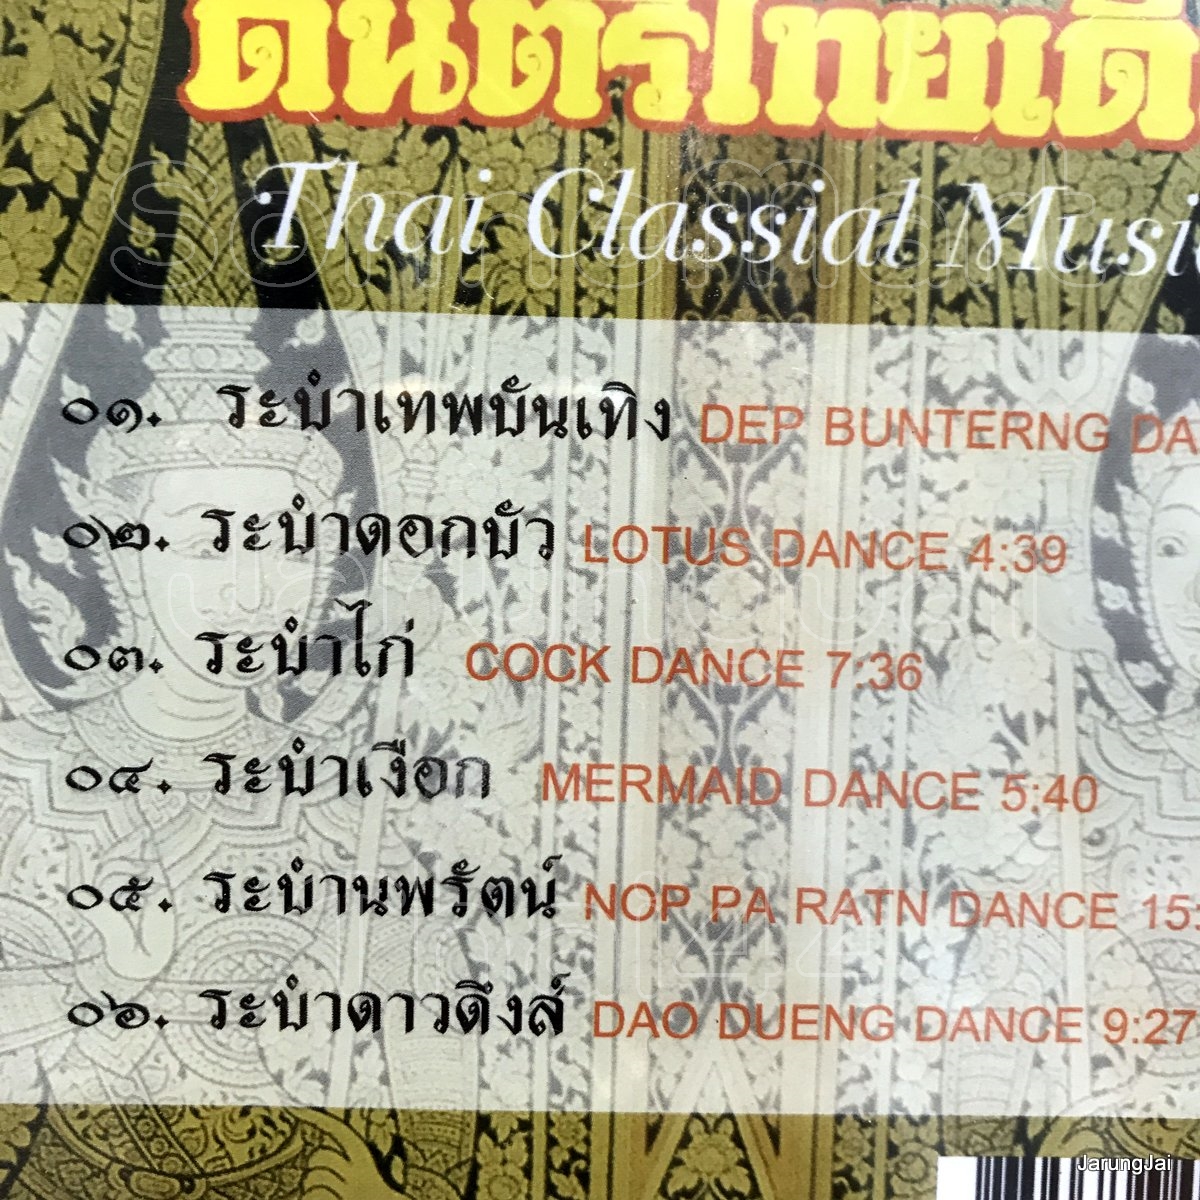 ดนตรีไทยเดิ
Thai Classial Musi
๐๑. ระบำเทพบันเทิง DEP BUNTERNG DA
๐๒. ระบำดอกบัว LOTUS DANCE 4:39
๐๓. ระบำไก่ COCK DANCE 7:36
๐๔. ระบำเงือก MERMAID DANCE 5:40
๐๕. ระบำนพรัตน์ NOP PA RATN DANCE 15:
๐๖. ระบำดาวดึงส์ DAO DUENG DANCE 9:27
JarungJai